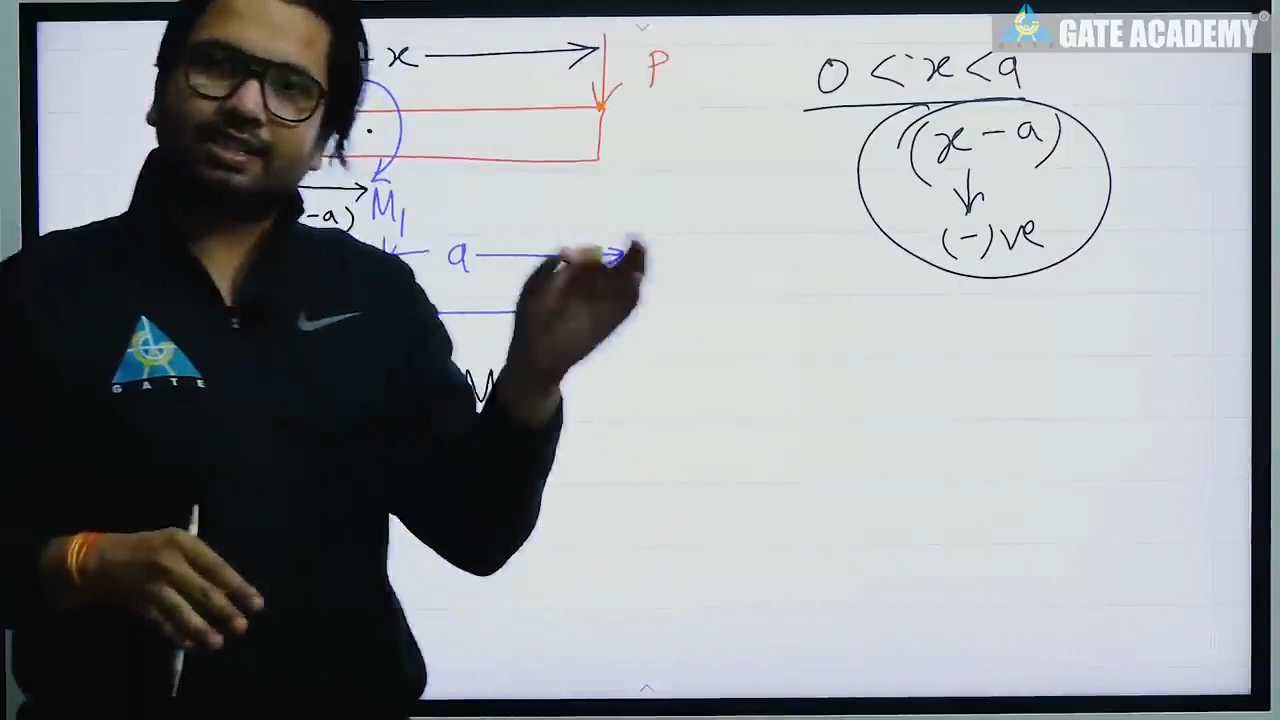 GATE ACADEMY®
x
P
0 < x < a
(x - a)
(-)ve
-a)
M₁
a
GATE